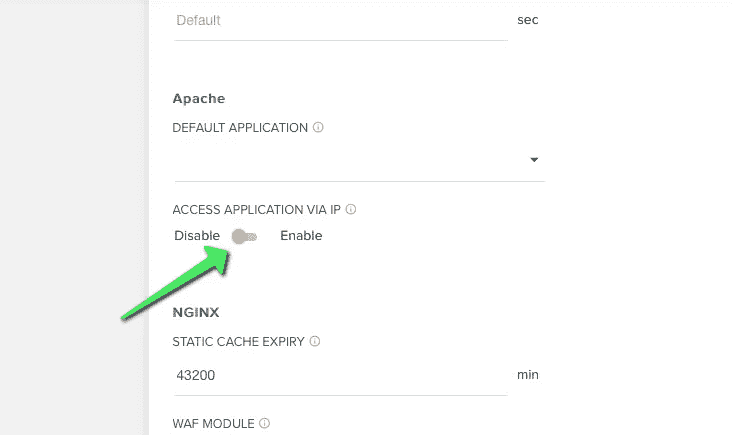 Default sec
Apache
DEFAULT APPLICATION
ACCESS APPLICATION VIA IP
Disable Enable
NGINX
STATIC CACHE EXPIRY
43200 min
WAF MODULE